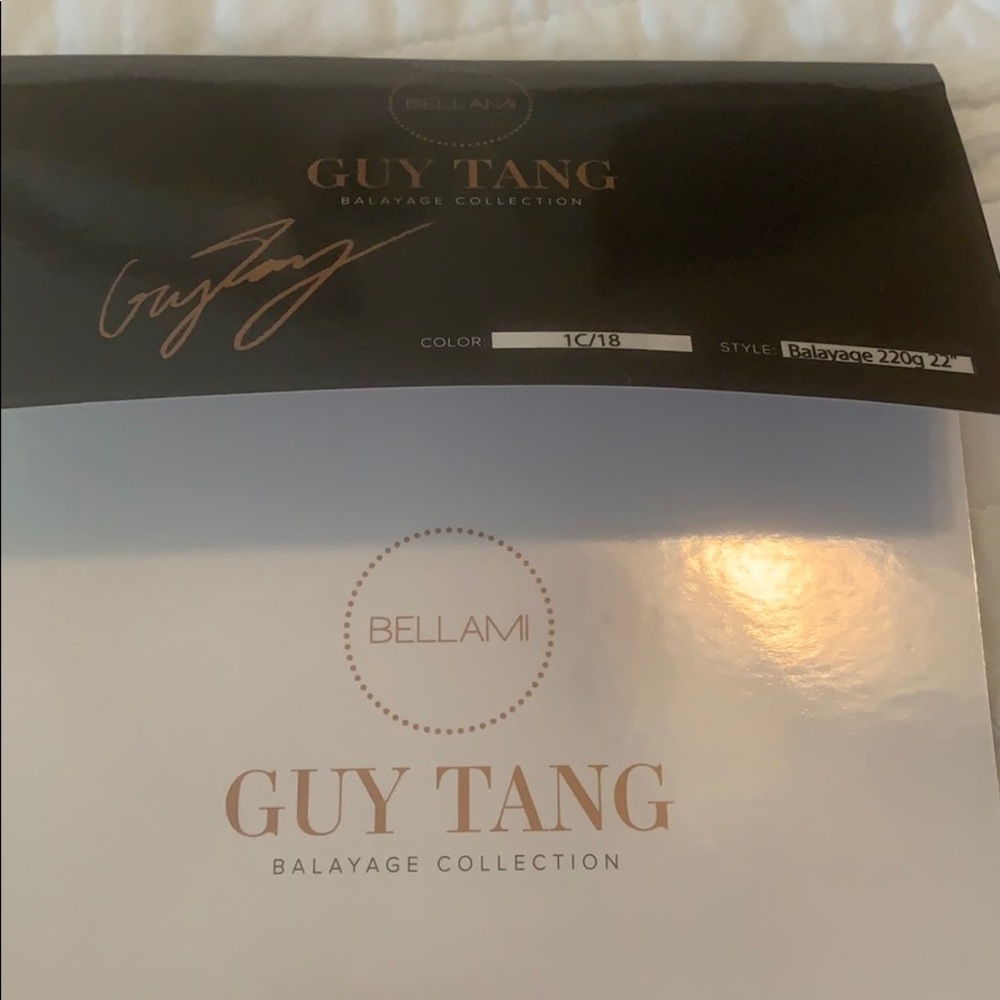 BELLAMI
GUY TANG
BALAYAGE COLLECTION
Guy Tang
COLOR: 1C/18
STYLE: Balayage 220g 22"
BELLAMI
GUY TANG
BALAYAGE COLLECTION